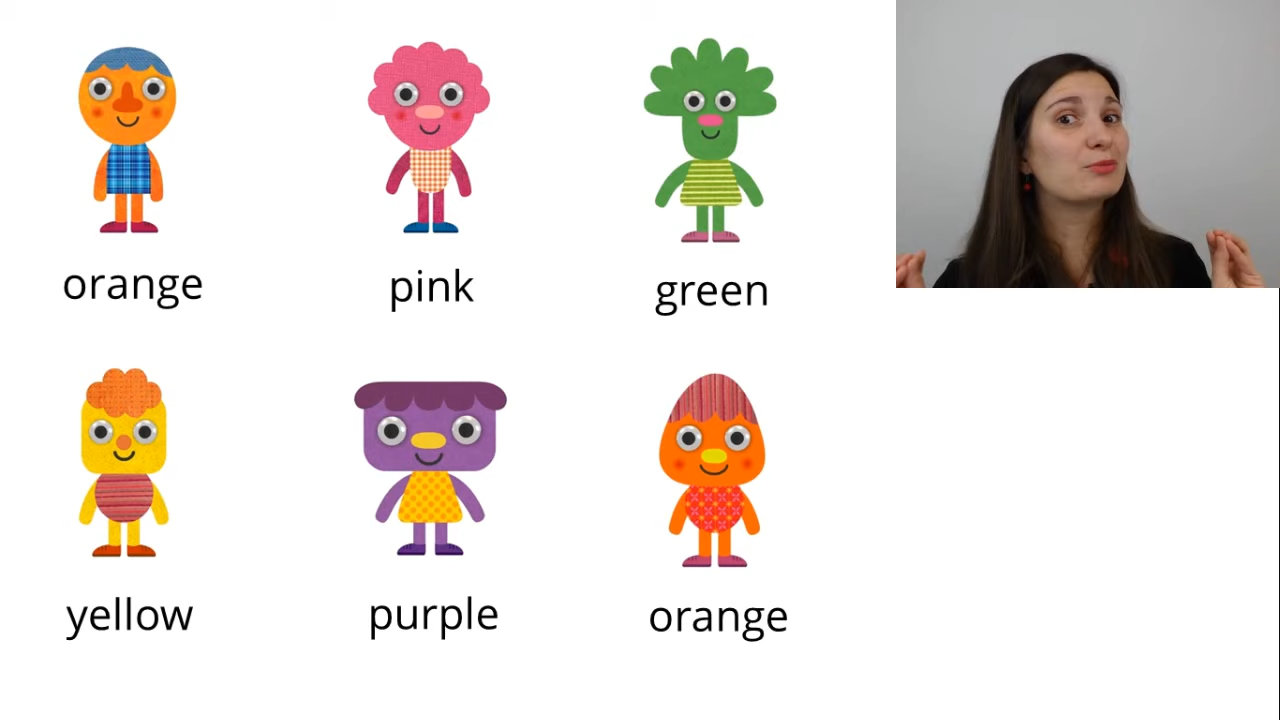 orange
pink
green
yellow
purple
orange